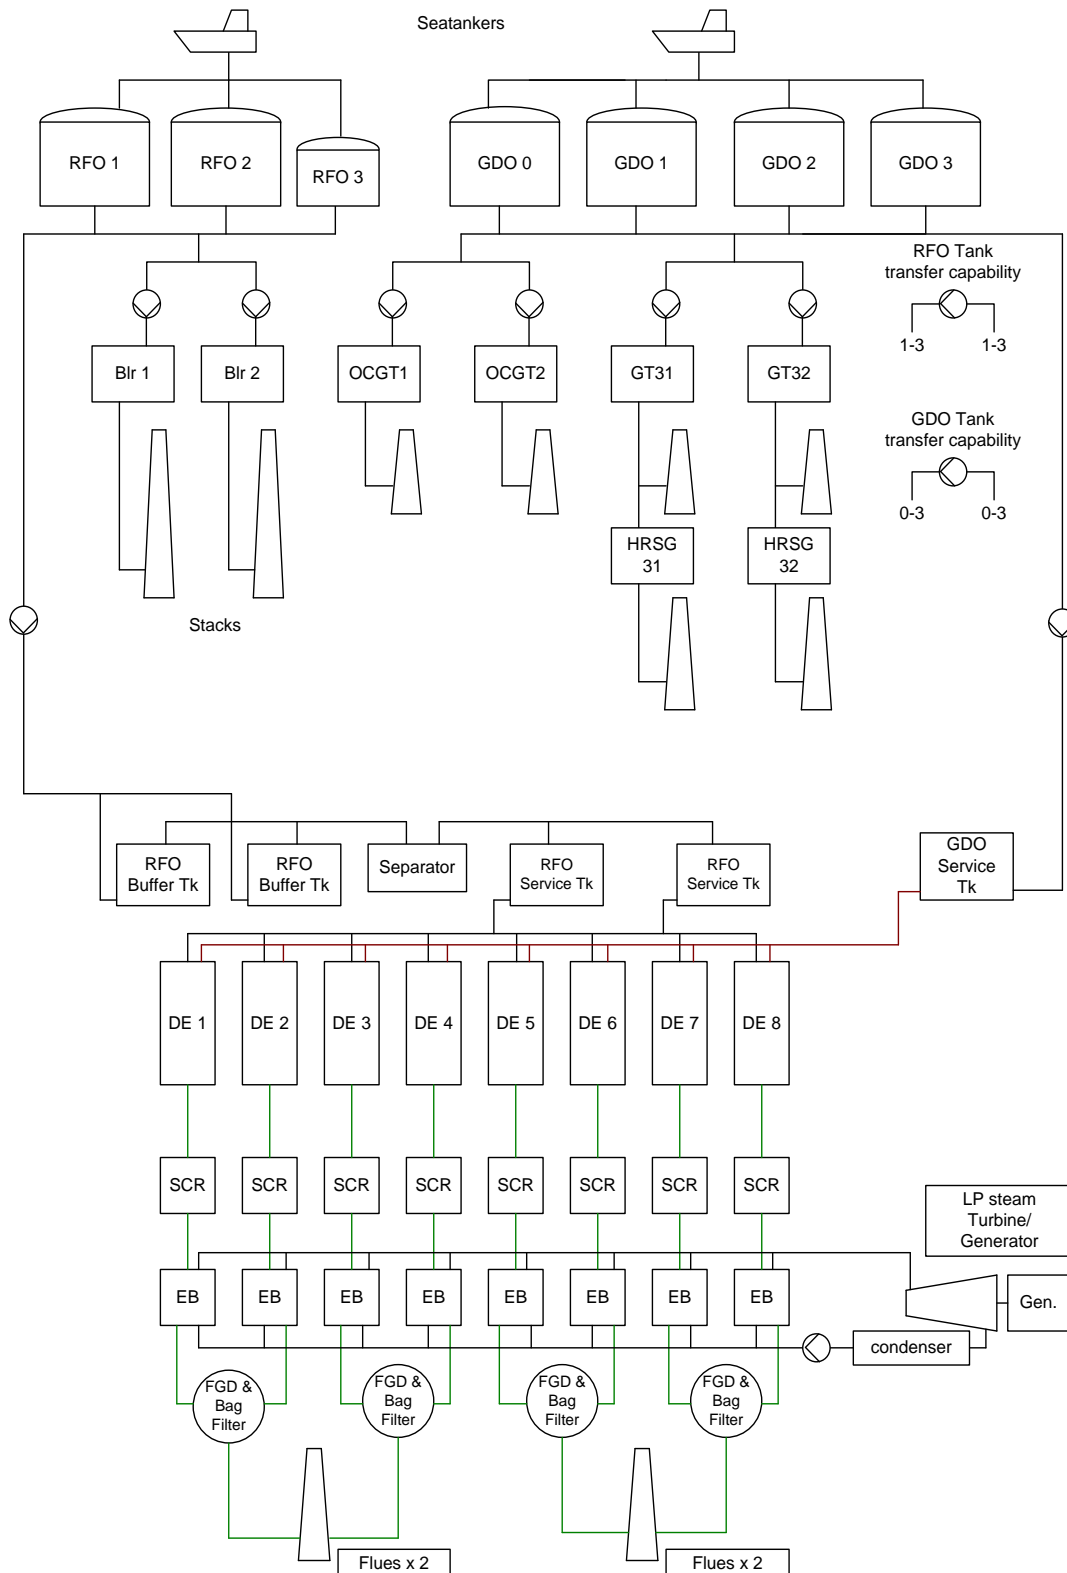 Seatankers
RFO 1
RFO 2
RFO 3
GDO 0
GDO 1
GDO 2
GDO 3
RFO Tank
transfer capability
1-3
1-3
Blr 1
Blr 2
OCGT1
OCGT2
GT31
GT32
GDO Tank
transfer capability
0-3
0-3
HRSG
31
HRSG
32
Stacks
RFO
Buffer Tk
RFO
Buffer Tk
Separator
RFO
Service Tk
RFO
Service Tk
GDO
Service
Tk
DE 1
DE 2
DE 3
DE 4
DE 5
DE 6
DE 7
DE 8
SCR
SCR
SCR
SCR
SCR
SCR
SCR
SCR
LP steam
Turbine/
Generator
EB
EB
EB
EB
EB
EB
EB
EB
Gen.
condenser
FGD &
Bag
Filter
FGD &
Bag
Filter
FGD &
Bag
Filter
FGD &
Bag
Filter
Flues x 2
Flues x 2